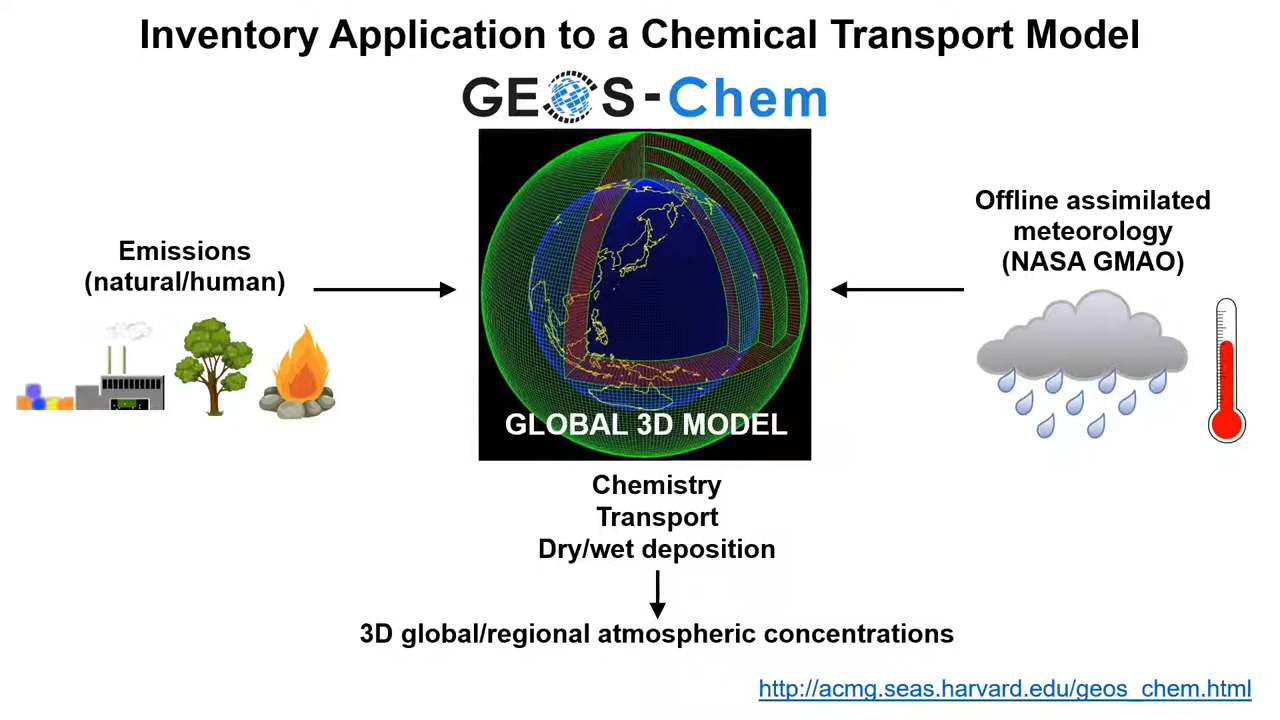 Inventory Application to a Chemical Transport Model
GEOS-Chem
Emissions
(natural/human)
Offline assimilated
meteorology
(NASA GMAO)
GLOBAL 3D MODEL
Chemistry
Transport
Dry/wet deposition
3D global/regional atmospheric concentrations
http://acmg.seas.harvard.edu/geos_chem.html